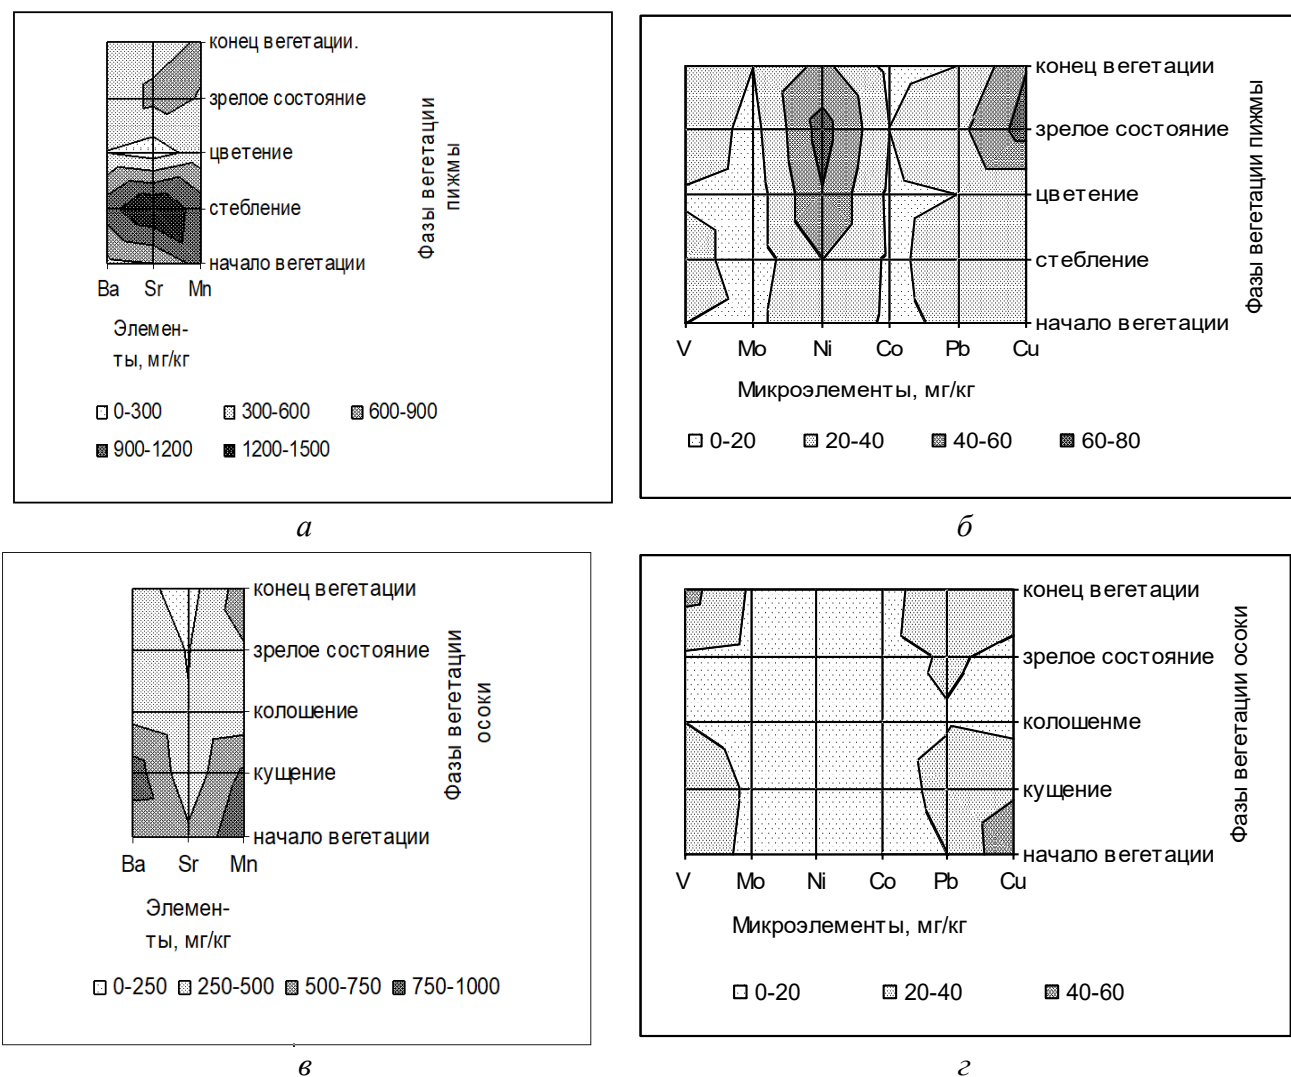 конец вегетации.
зрелое состояние
цветение
стебление
начало вегетации
Ba Sr Mn
Элемен-
ты, мг/кг
Фазы вегетации
пижмы
0-300 300-600 600-900
900-1200 1200-1500
а
конец вегетации
зрелое состояние
цветение
стебление
начало вегетации
V Mo Ni Co Pb Cu
Микроэлементы, мг/кг
Фазы вегетации пижмы
0-20 20-40 40-60 60-80
б
конец вегетации
зрелое состояние
колошение
кущение
начало вегетации
Ba Sr Mn
Элемен-
ты, мг/кг
Фазы вегетации
осоки
0-250 250-500 500-750 750-1000
в
конец вегетации
зрелое состояние
колошенме
кущение
начало вегетации
V Mo Ni Co Pb Cu
Микроэлементы, мг/кг
Фазы вегетации осоки
0-20 20-40 40-60
г